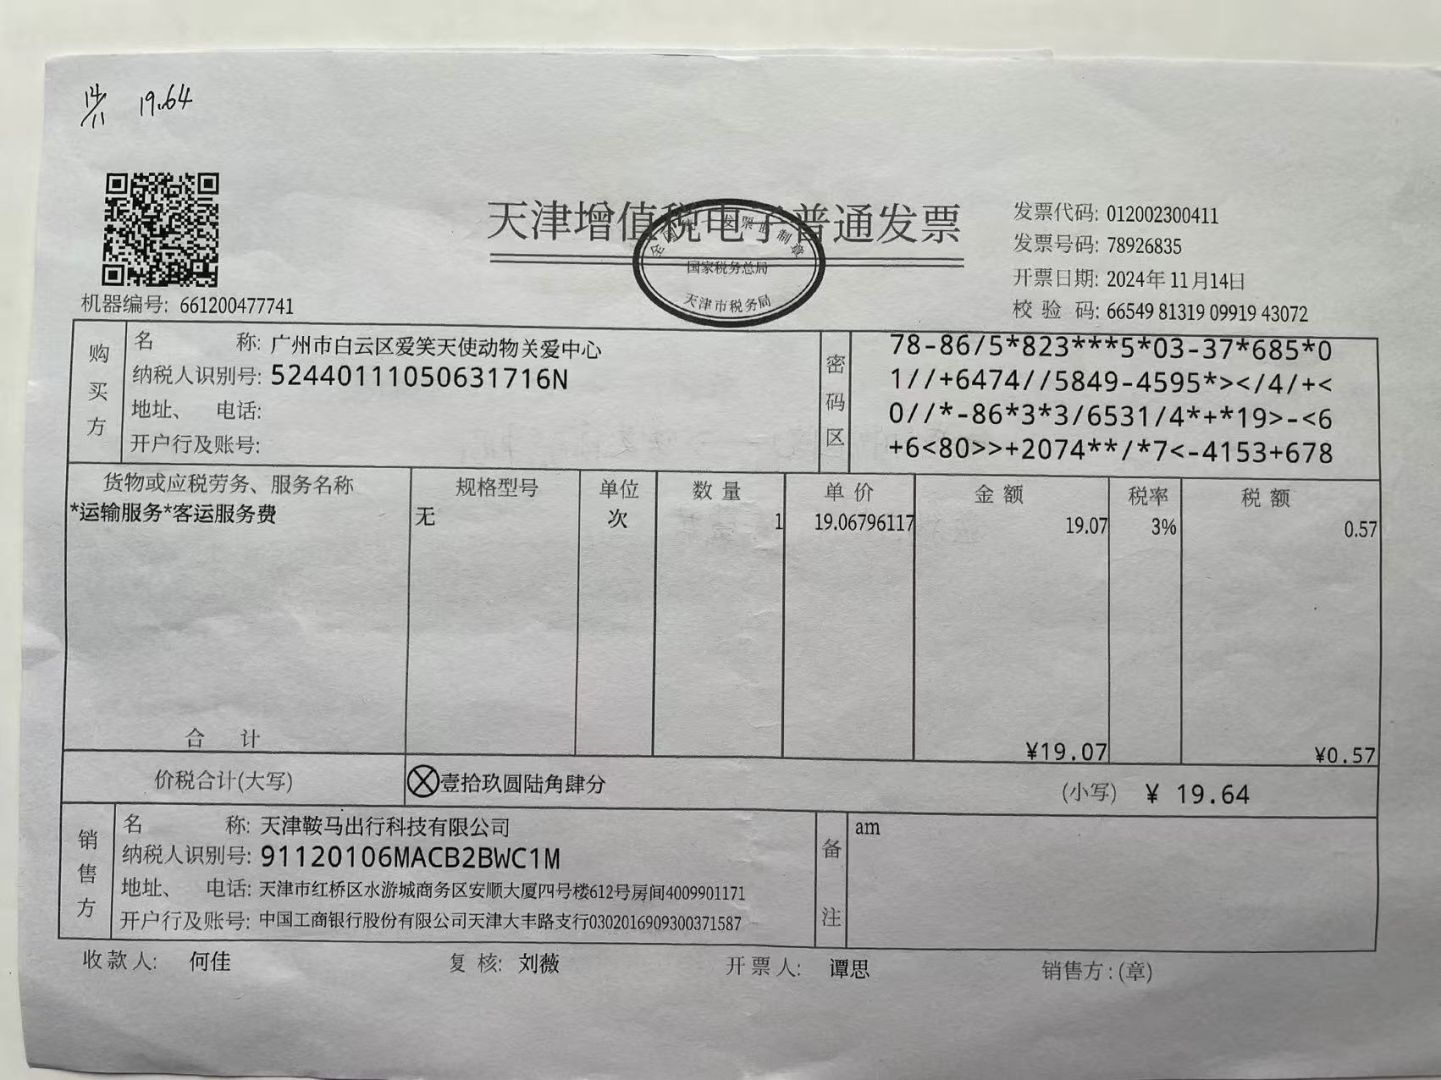 14/11 19.64
天津增值税电子普通发票
全国统一发票监制章
国家税务总局
天津市税务局
发票代码: 012002300411
发票号码: 78926835
开票日期: 2024年11月14日
校 验 码: 66549 81319 09919 43072
机器编号: 661200477741
购买方
名 称: 广州市白云区爱笑天使动物关爱中心
纳税人识别号: 52440111050631716N
地址、 电话:
开户行及账号:
密码区
78-86/5*823***5*03-37*685*0
1//+6474//5849-4595*></4/+<
0//*-86*3*3/6531/4*+*19>-<6
+6<80>>+2074**/*7<-4153+678
货物或应税劳务、服务名称 规格型号 单位 数 量 单 价 金 额 税率 税 额
*运输服务*客运服务费 无 次 1 19.06796117 19.07 3% 0.57
合 计 ¥19.07 ¥0.57
价税合计(大写) 壹拾玖圆陆角肆分 (小写) ¥ 19.64
销售方
名 称: 天津鞍马出行科技有限公司
纳税人识别号: 91120106MACB2BWC1M
地址、 电话: 天津市红桥区水游城商务区安顺大厦四号楼612号房间4009901171
开户行及账号: 中国工商银行股份有限公司天津大丰路支行0302016909300371587
备注
am
收款人: 何佳 复 核: 刘薇 开票人: 谭思 销售方:(章)